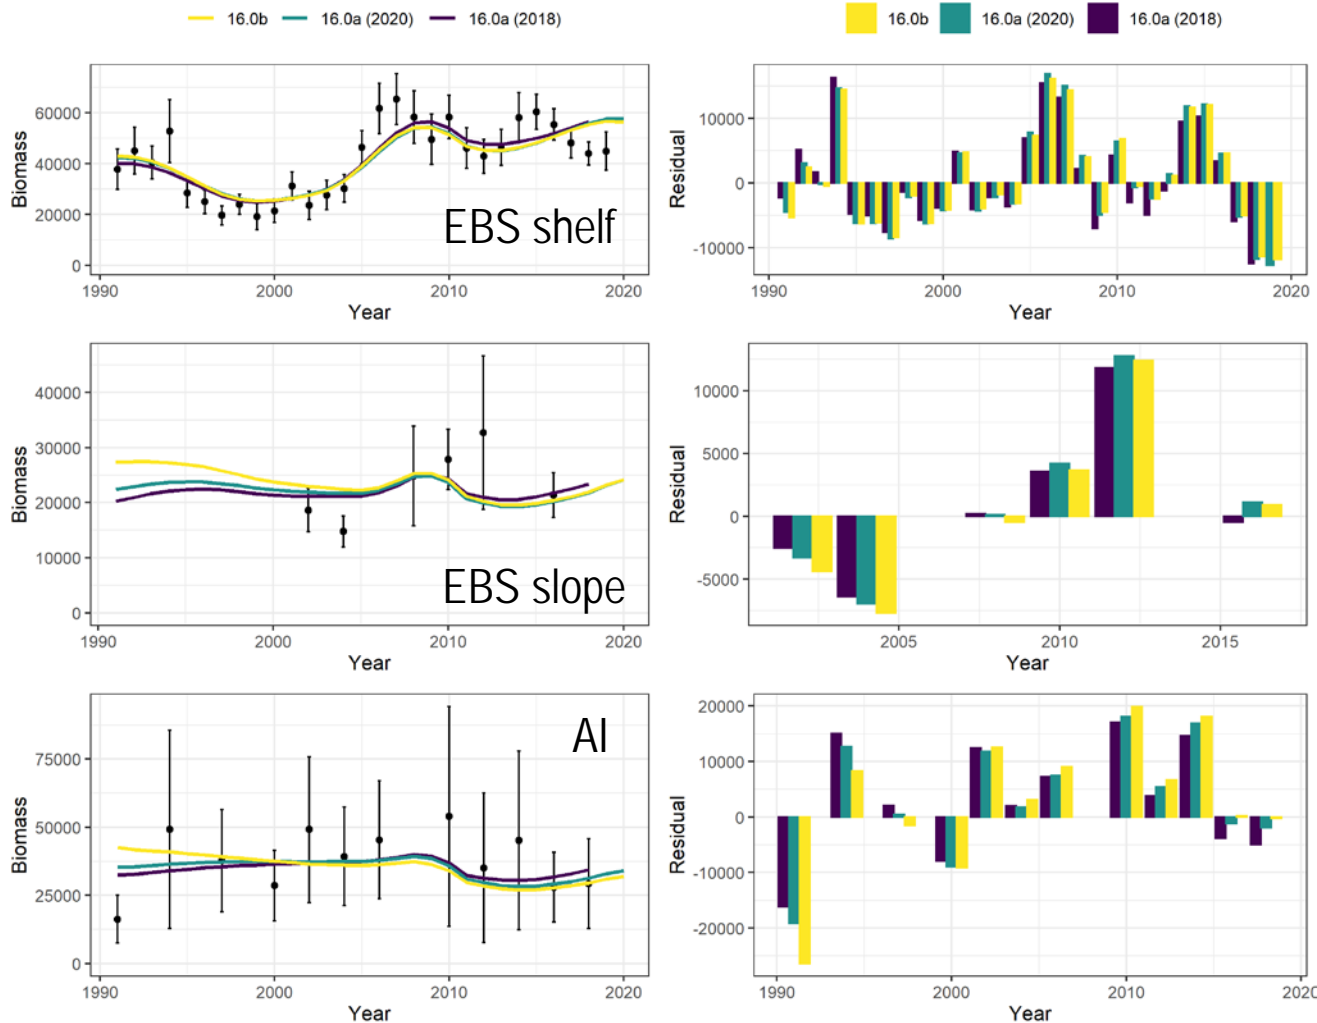 16.0b 16.0a (2020) 16.0a (2018)
16.0b 16.0a (2020) 16.0a (2018)
Biomass
60000
40000
20000
0
EBS shelf
1990 2000 2010 2020
Year
Residual
10000
0
-10000
1990 2000 2010 2020
Year
Biomass
40000
30000
20000
10000
0
EBS slope
1990 2000 2010 2020
Year
Residual
10000
5000
0
-5000
2005 2010 2015
Year
Biomass
75000
50000
25000
0
AI
1990 2000 2010 2020
Year
Residual
20000
10000
0
-10000
-20000
1990 2000 2010 2020
Year